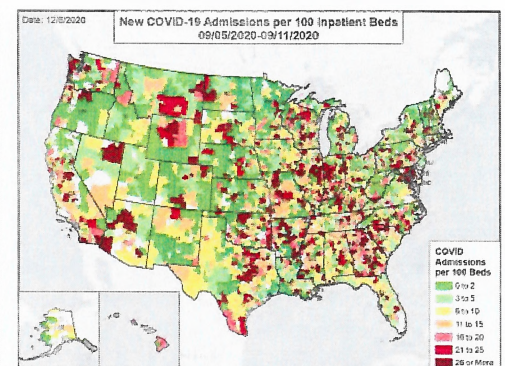 Date: 12/6/2020
New COVID-19 Admissions per 100 Inpatient Beds
09/05/2020-09/11/2020
COVID
Admissions
per 100 Beds
0 to 2
3 to 5
6 to 10
11 to 15
16 to 20
21 to 25
26 or More